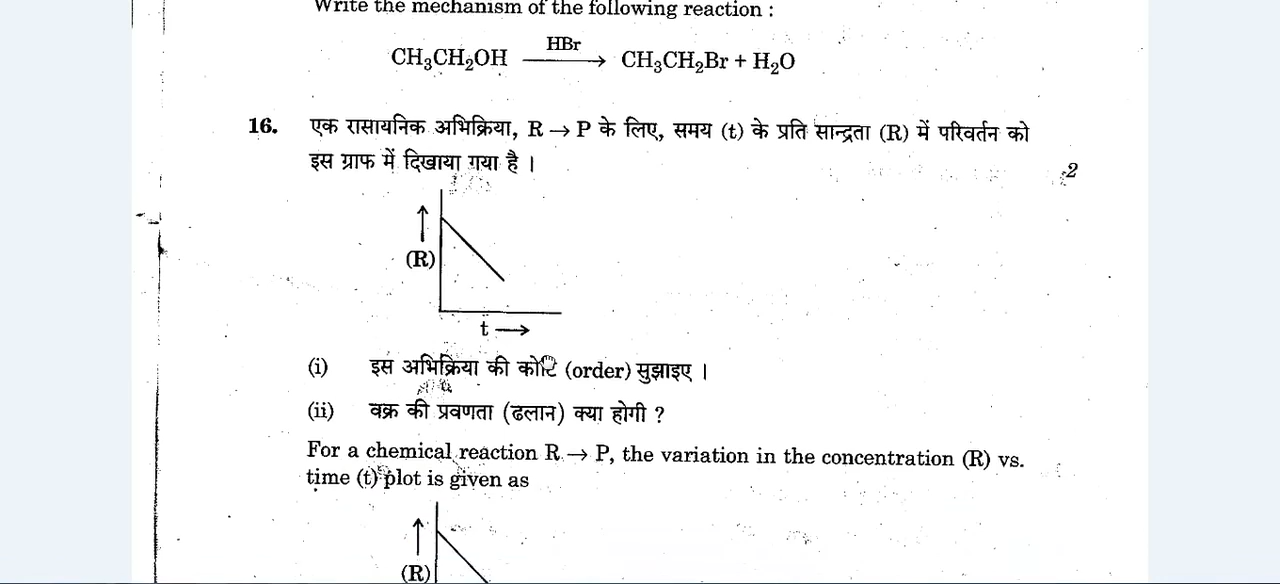 Write the mechanism of the following reaction :
HBr
CH₃CH₂OH ⟶ CH₃CH₂Br + H₂O
16. एक रासायनिक अभिक्रिया, R → P के लिए, समय (t) के प्रति सान्द्रता (R) में परिवर्तन को
इस ग्राफ में दिखाया गया है । 2
↑
(R)
t →
(i) इस अभिक्रिया की कोटि (order) सुझाइए ।
(ii) वक्र की प्रवणता (ढलान) क्या होगी ?
For a chemical reaction R → P, the variation in the concentration (R) vs.
time (t) plot is given as
↑
(R)